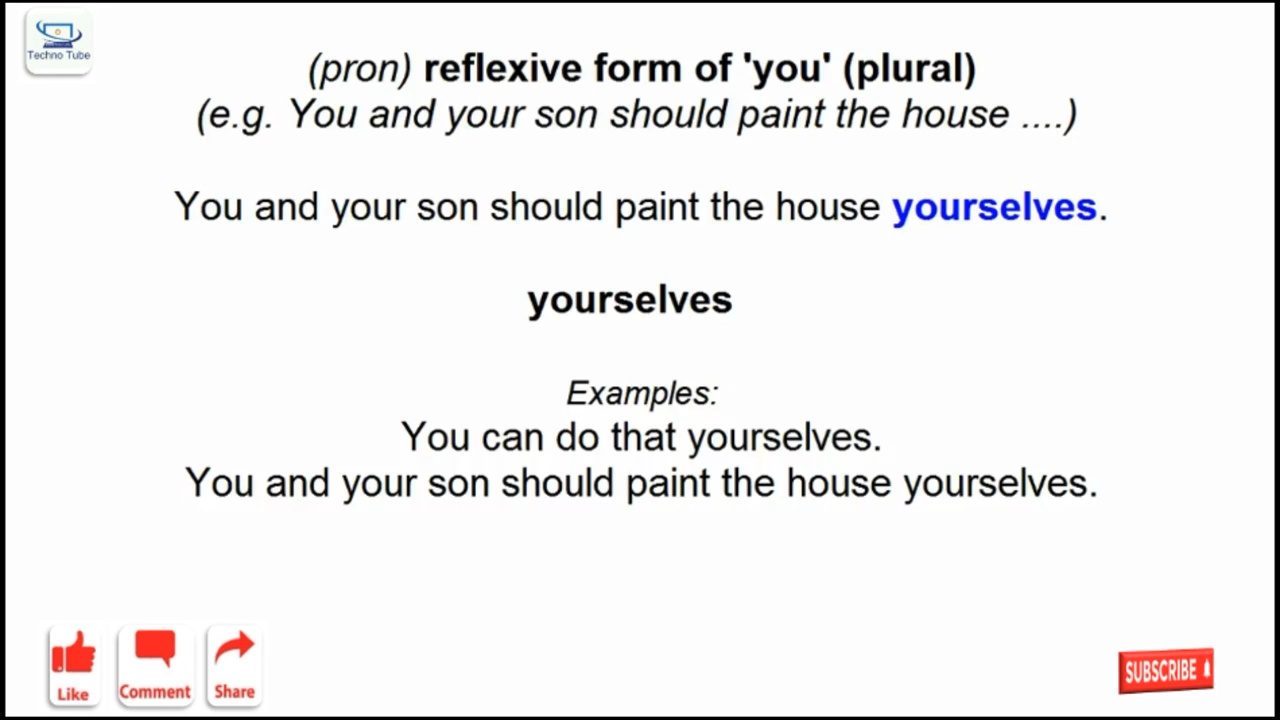 Techno Tube
(pron) reflexive form of 'you' (plural)
(e.g. You and your son should paint the house ....)
You and your son should paint the house yourselves.
yourselves
Examples:
You can do that yourselves.
You and your son should paint the house yourselves.
Like
Comment
Share
SUBSCRIBE